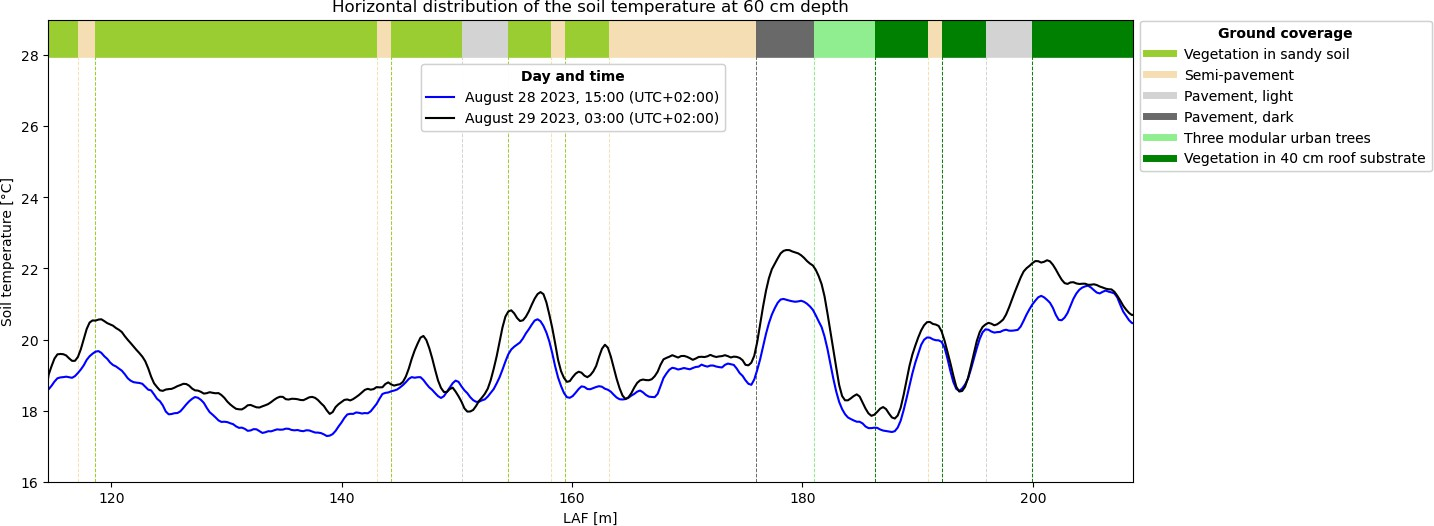 Horizontal distribution of the soil temperature at 60 cm depth
Ground coverage
Vegetation in sandy soil
Semi-pavement
Pavement, light
Pavement, dark
Three modular urban trees
Vegetation in 40 cm roof substrate
Day and time
August 28 2023, 15:00 (UTC+02:00)
August 29 2023, 03:00 (UTC+02:00)
Soil temperature [°C]
28
26
24
22
20
18
16
120
140
160
180
200
LAF [m]